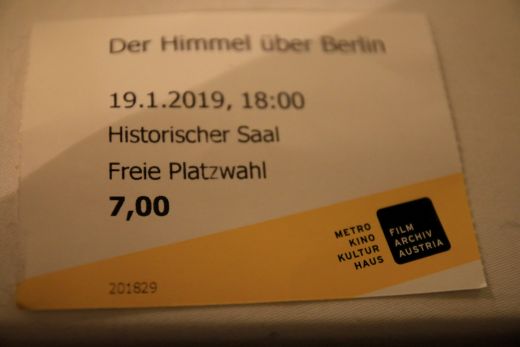 Der Himmel über Berlin
19.1.2019, 18:00
Historischer Saal
Freie Platzwahl
7,00
METRO
KINO
KULTUR
HAUS
FILM
ARCHIV
AUSTRIA
201829